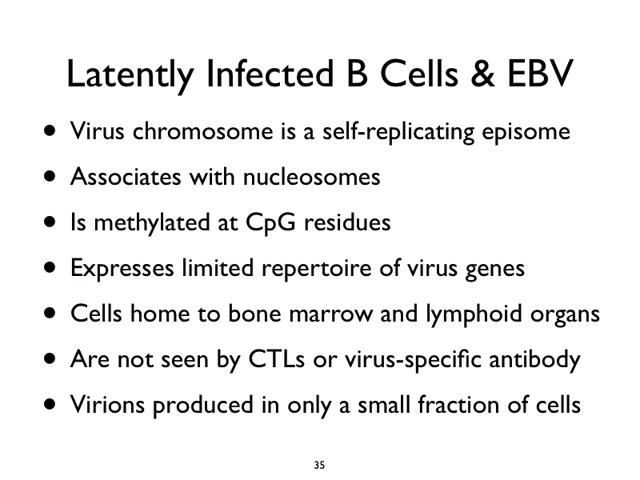 Latently Infected B Cells & EBV
• Virus chromosome is a self-replicating episome
• Associates with nucleosomes
• Is methylated at CpG residues
• Expresses limited repertoire of virus genes
• Cells home to bone marrow and lymphoid organs
• Are not seen by CTLs or virus-specific antibody
• Virions produced in only a small fraction of cells
35